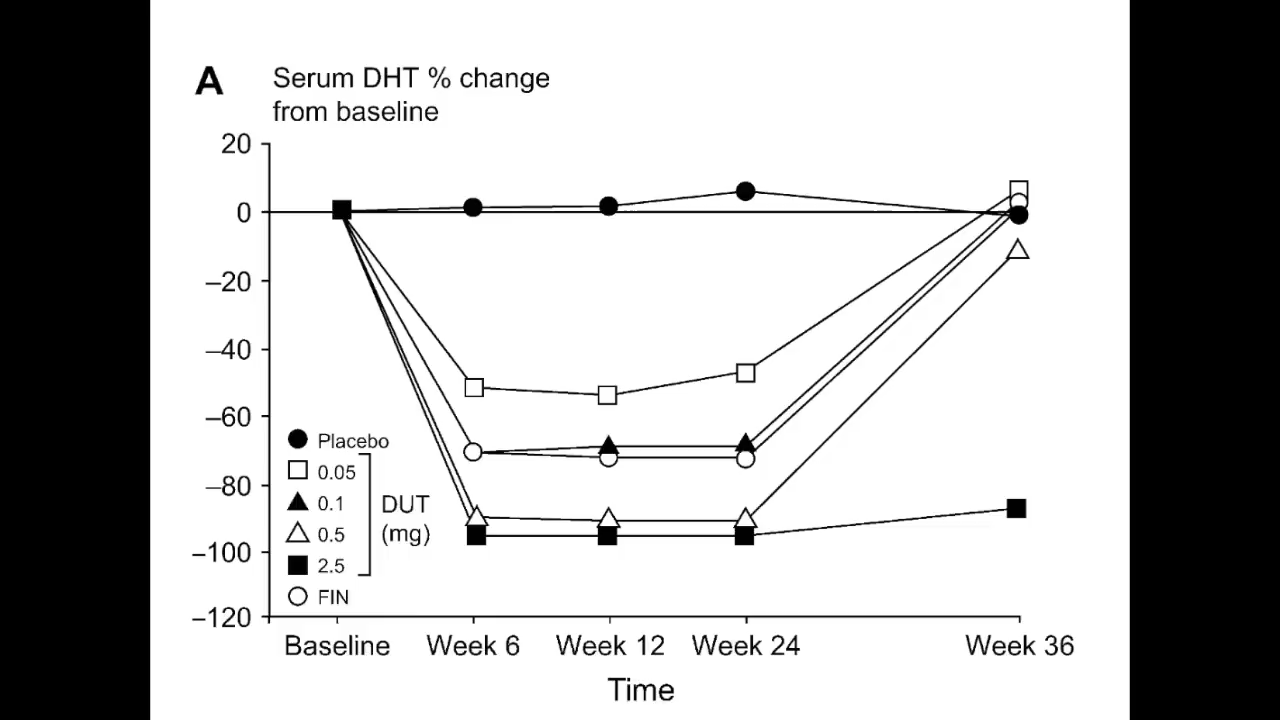 A
Serum DHT % change
from baseline
20
0
–20
–40
–60
–80
–100
–120
Placebo
0.05
0.1
0.5
2.5
FIN
DUT
(mg)
Baseline
Week 6
Week 12
Week 24
Week 36
Time